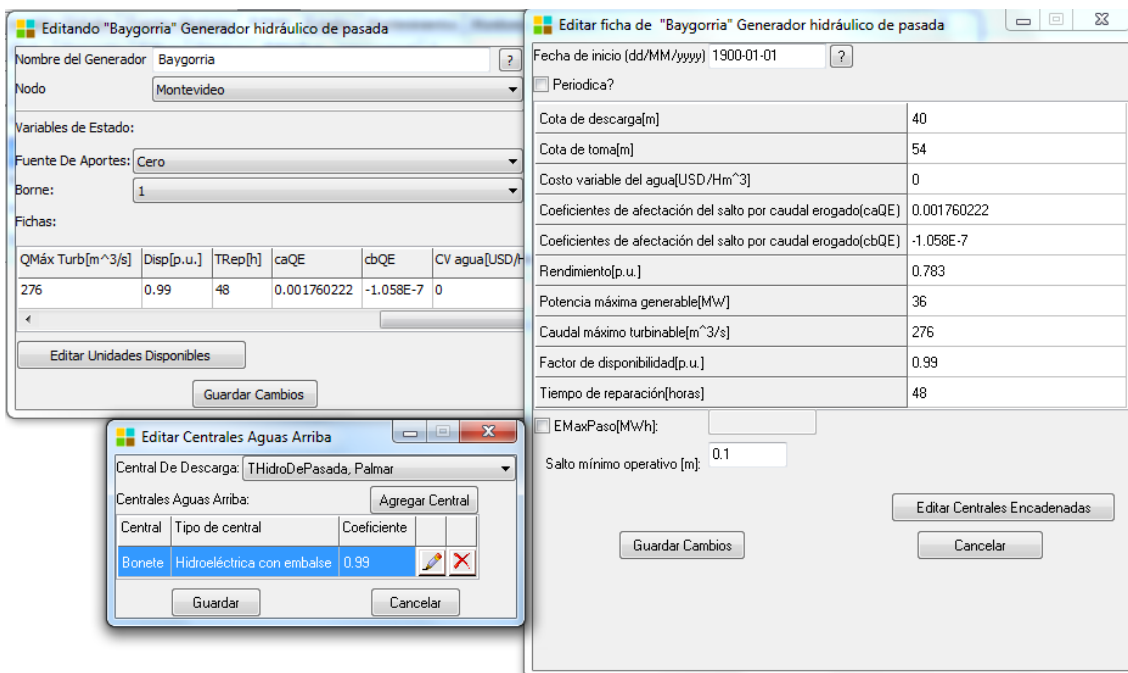 Editando "Baygorria" Generador hidráulico de pasada
Nombre del Generador Baygorria ?
Nodo Montevideo
Variables de Estado:
Fuente De Aportes: Cero
Borne: 1
Fichas:
QMáx Turb[m^3/s] Disp[p.u.] TRep[h] caQE cbQE CV agua[USD/H
276 0.99 48 0.001760222 -1.058E-7 0
Editar Unidades Disponibles
Guardar Cambios
Editar Centrales Aguas Arriba
Central De Descarga: THidroDePasada, Palmar
Centrales Aguas Arriba: Agregar Central
Central Tipo de central Coeficiente
Bonete Hidroeléctrica con embalse 0.99
Guardar Cancelar
Editar ficha de "Baygorria" Generador hidráulico de pasada
Fecha de inicio (dd/MM/yyyy) 1900-01-01 ?
Periodica?
Cota de descarga[m] 40
Cota de toma[m] 54
Costo variable del agua[USD/Hm^3] 0
Coeficientes de afectación del salto por caudal erogado(caQE) 0.001760222
Coeficientes de afectación del salto por caudal erogado(cbQE) -1.058E-7
Rendimiento[p.u.] 0.783
Potencia máxima generable[MW] 36
Caudal máximo turbinable[m^3/s] 276
Factor de disponibilidad[p.u.] 0.99
Tiempo de reparación[horas] 48
EMaxPaso[MWh]:
Salto mínimo operativo [m]: 0.1
Editar Centrales Encadenadas
Guardar Cambios Cancelar